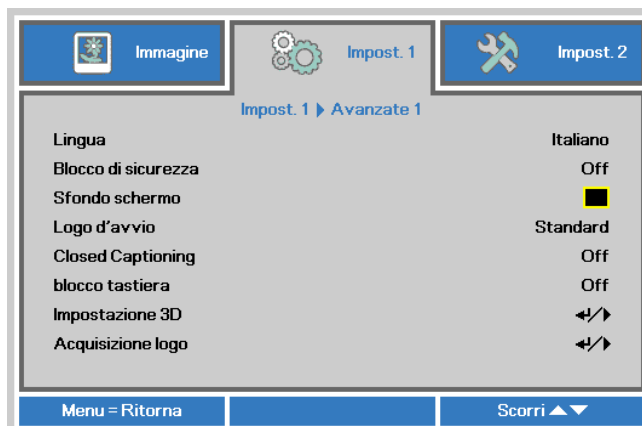 Immagine Impost. 1 Impost. 2
Impost. 1 ▶ Avanzate 1
Lingua Italiano
Blocco di sicurezza Off
Sfondo schermo
Logo d'avvio Standard
Closed Captioning Off
blocco tastiera Off
Impostazione 3D ↵/▶
Acquisizione logo ↵/▶
Menu = Ritorna Scorri ▲▼